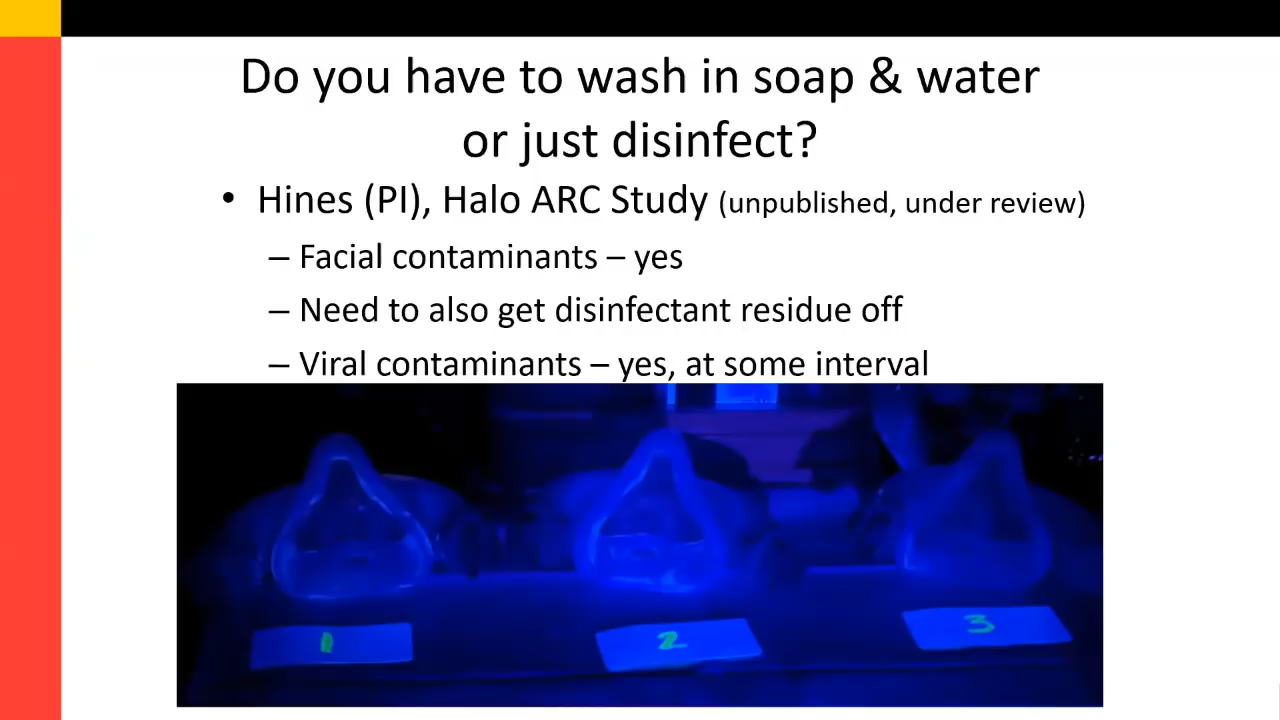 Do you have to wash in soap & water
or just disinfect?
• Hines (PI), Halo ARC Study (unpublished, under review)
– Facial contaminants – yes
– Need to also get disinfectant residue off
– Viral contaminants – yes, at some interval
1
2
3